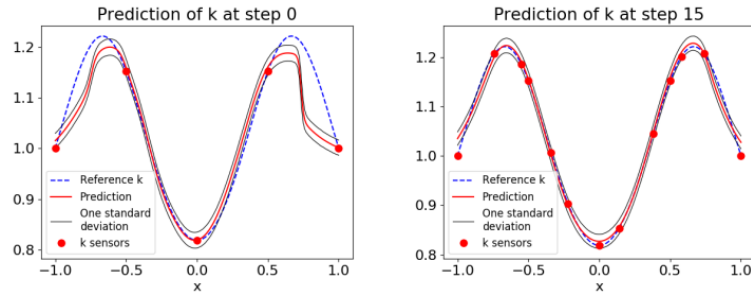 Prediction of k at step 0
1.2
1.1
1.0
0.9
0.8
Reference k
Prediction
One standard
deviation
k sensors
−1.0 −0.5 0.0 0.5 1.0
x
Prediction of k at step 15
1.2
1.1
1.0
0.9
0.8
Reference k
Prediction
One standard
deviation
k sensors
−1.0 −0.5 0.0 0.5 1.0
x